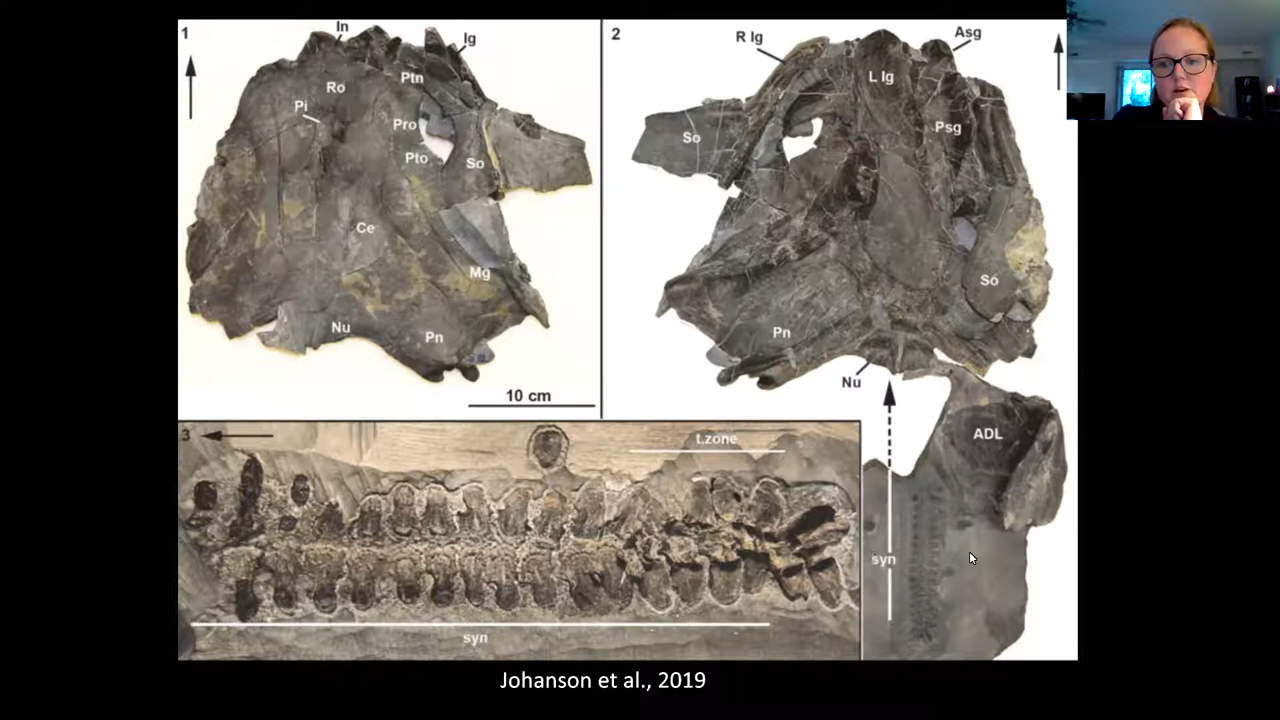 1
In
Ig
Ptn
Ro
Pi
Pro
Pto
So
Ce
Mg
Nu
Pn
10 cm
2
R Ig
Asg
L Ig
So
Psg
So
Pn
Nu
ADL
syn
3
t.zone
syn
Johanson et al., 2019